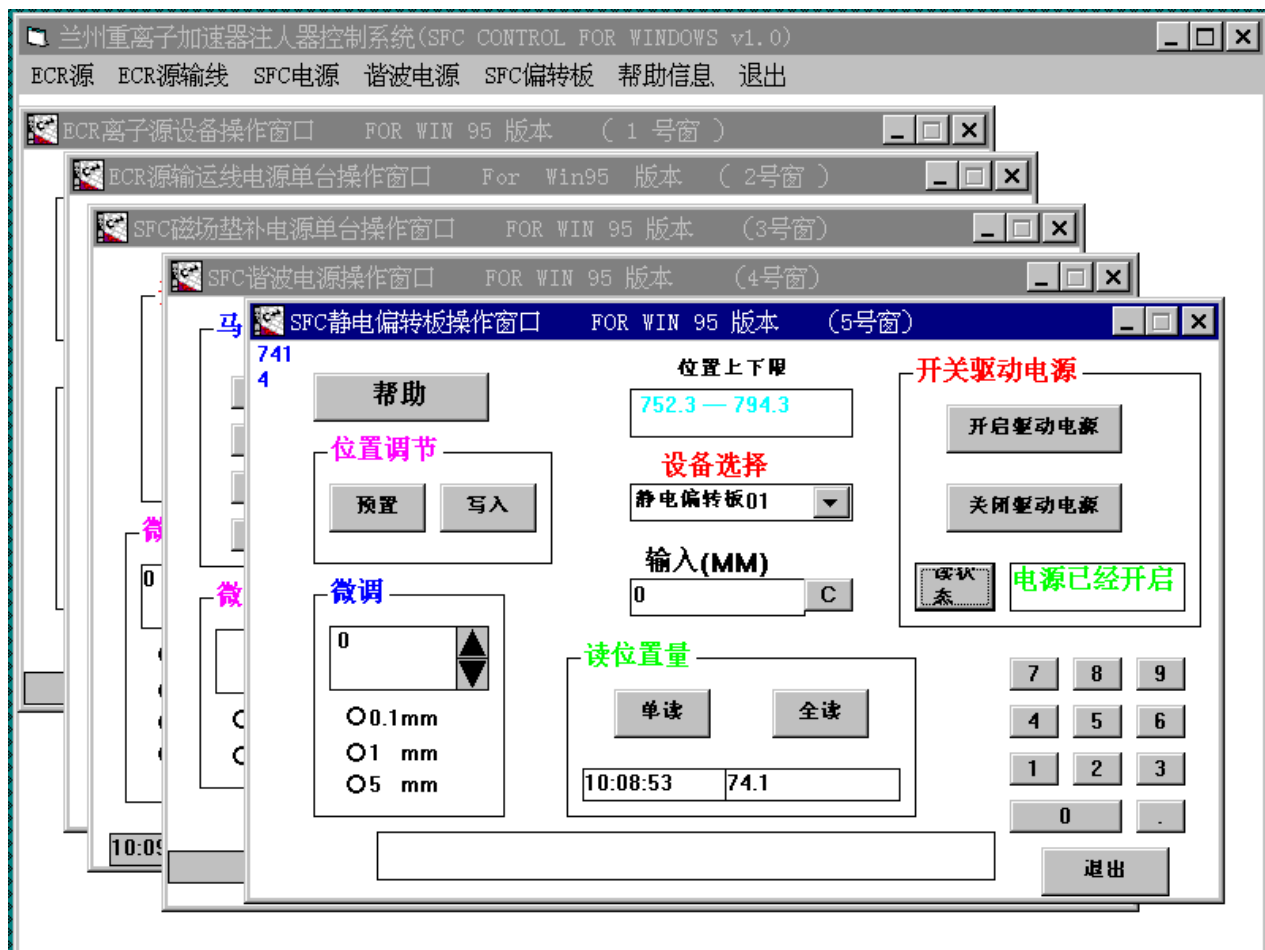 兰州重离子加速器注人器控制系统(SFC CONTROL FOR WINDOWS v1.0)
ECR源 ECR源输线 SFC电源 谐波电源 SFC偏转板 帮助信息 退出
ECR离子源设备操作窗口 FOR WIN 95 版本 ( 1 号窗 )
ECR源输运线电源单台操作窗口 For Win95 版本 ( 2号窗 )
SFC磁场垫补电源单台操作窗口 FOR WIN 95 版本 (3号窗)
SFC谐波电源操作窗口 FOR WIN 95 版本 (4号窗)
SFC静电偏转板操作窗口 FOR WIN 95 版本 (5号窗)
马
微
0
微
10:09
741
4
帮助
位置上下限
752.3 — 794.3
开关驱动电源
开启驱动电源
关闭驱动电源
电源已经开启
位置调节
预置 写入
设备选择
静电偏转板01
输入(MM)
0 C
微调
0
0.1mm
1 mm
5 mm
读位置量
单读 全读
10:08:53 74.1
7 8 9
4 5 6
1 2 3
0 .
退出